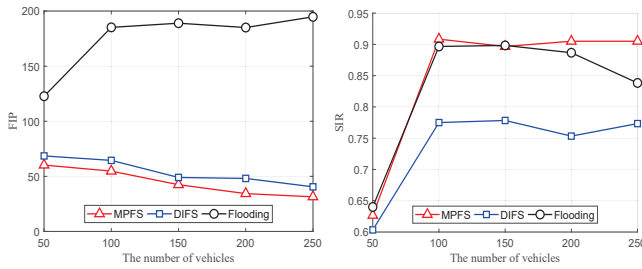 200
150
100
50
0
FIP
MPFS DIFS Flooding
50 100 150 200 250
The number of vehicles
0.95
0.9
0.85
0.8
0.75
0.7
0.65
0.6
SIR
MPFS DIFS Flooding
50 100 150 200 250
The number of vehicles